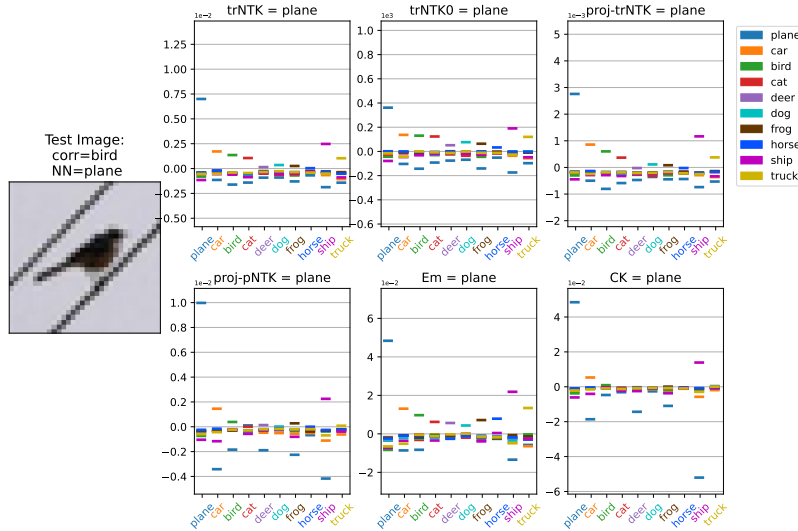 Test Image:
corr=bird
NN=plane
trNTK = plane
1e−2
1.25
1.00
0.75
0.50
0.25
0.00
−0.25
−0.50
plane car bird cat deer dog frog horse ship truck
trNTK0 = plane
1e3
1.0
0.8
0.6
0.4
0.2
0.0
−0.2
−0.4
−0.6
plane car bird cat deer dog frog horse ship truck
proj-trNTK = plane
1e−3
5
4
3
2
1
0
−1
−2
plane car bird cat deer dog frog horse ship truck
plane
car
bird
cat
deer
dog
frog
horse
ship
truck
proj-pNTK = plane
1e−2
1.0
0.8
0.6
0.4
0.2
0.0
−0.2
−0.4
plane car bird cat deer dog frog horse ship truck
Em = plane
1e−2
6
4
2
0
−2
plane car bird cat deer dog frog horse ship truck
CK = plane
1e−2
4
2
0
−2
−4
−6
plane car bird cat deer dog frog horse ship truck